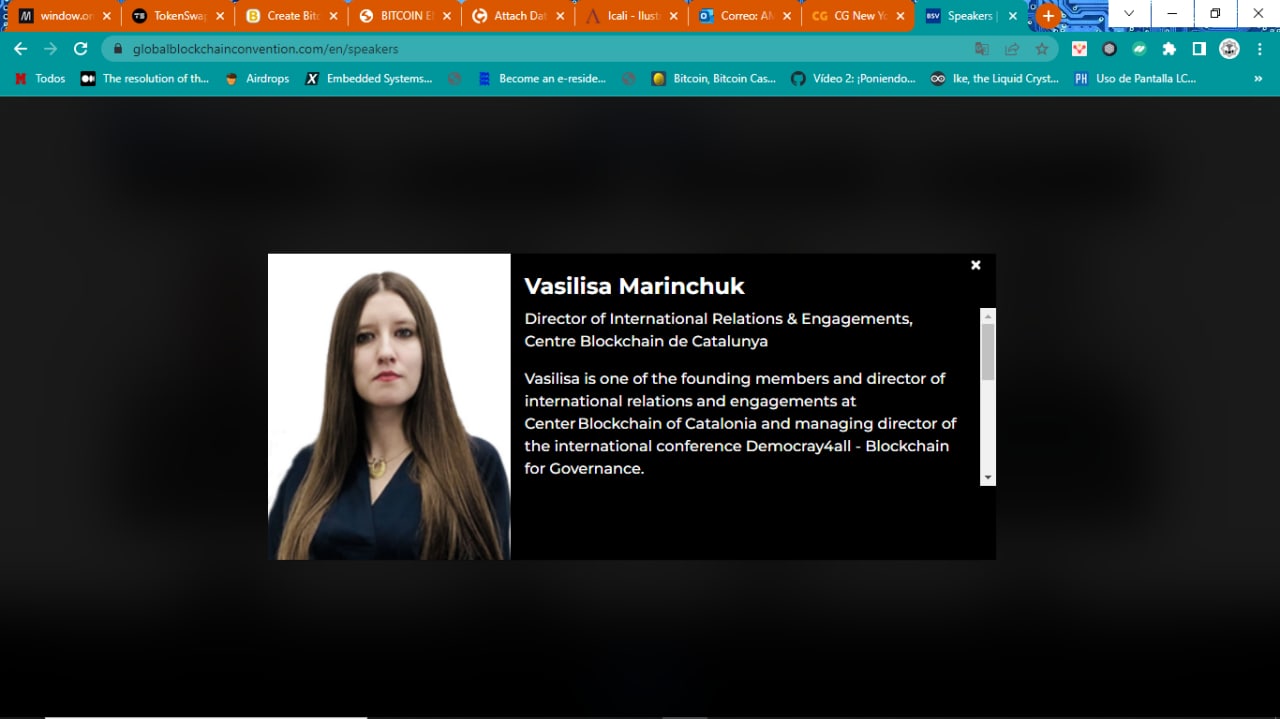 window.or
TokenSwap
Create Bitc
BITCOIN El
Attach Dat
Icali - Ilust
Correo: AN
CG New Yo
Speakers |
globalblockchainconvention.com/en/speakers
Todos
The resolution of th...
Airdrops
Embedded Systems...
Become an e-reside...
Bitcoin, Bitcoin Cas...
Vídeo 2: ¡Poniendo...
Ike, the Liquid Cryst...
Uso de Pantalla LC...
Vasilisa Marinchuk
Director of International Relations & Engagements,
Centre Blockchain de Catalunya
Vasilisa is one of the founding members and director of
international relations and engagements at
Center Blockchain of Catalonia and managing director of
the international conference Democray4all - Blockchain
for Governance.